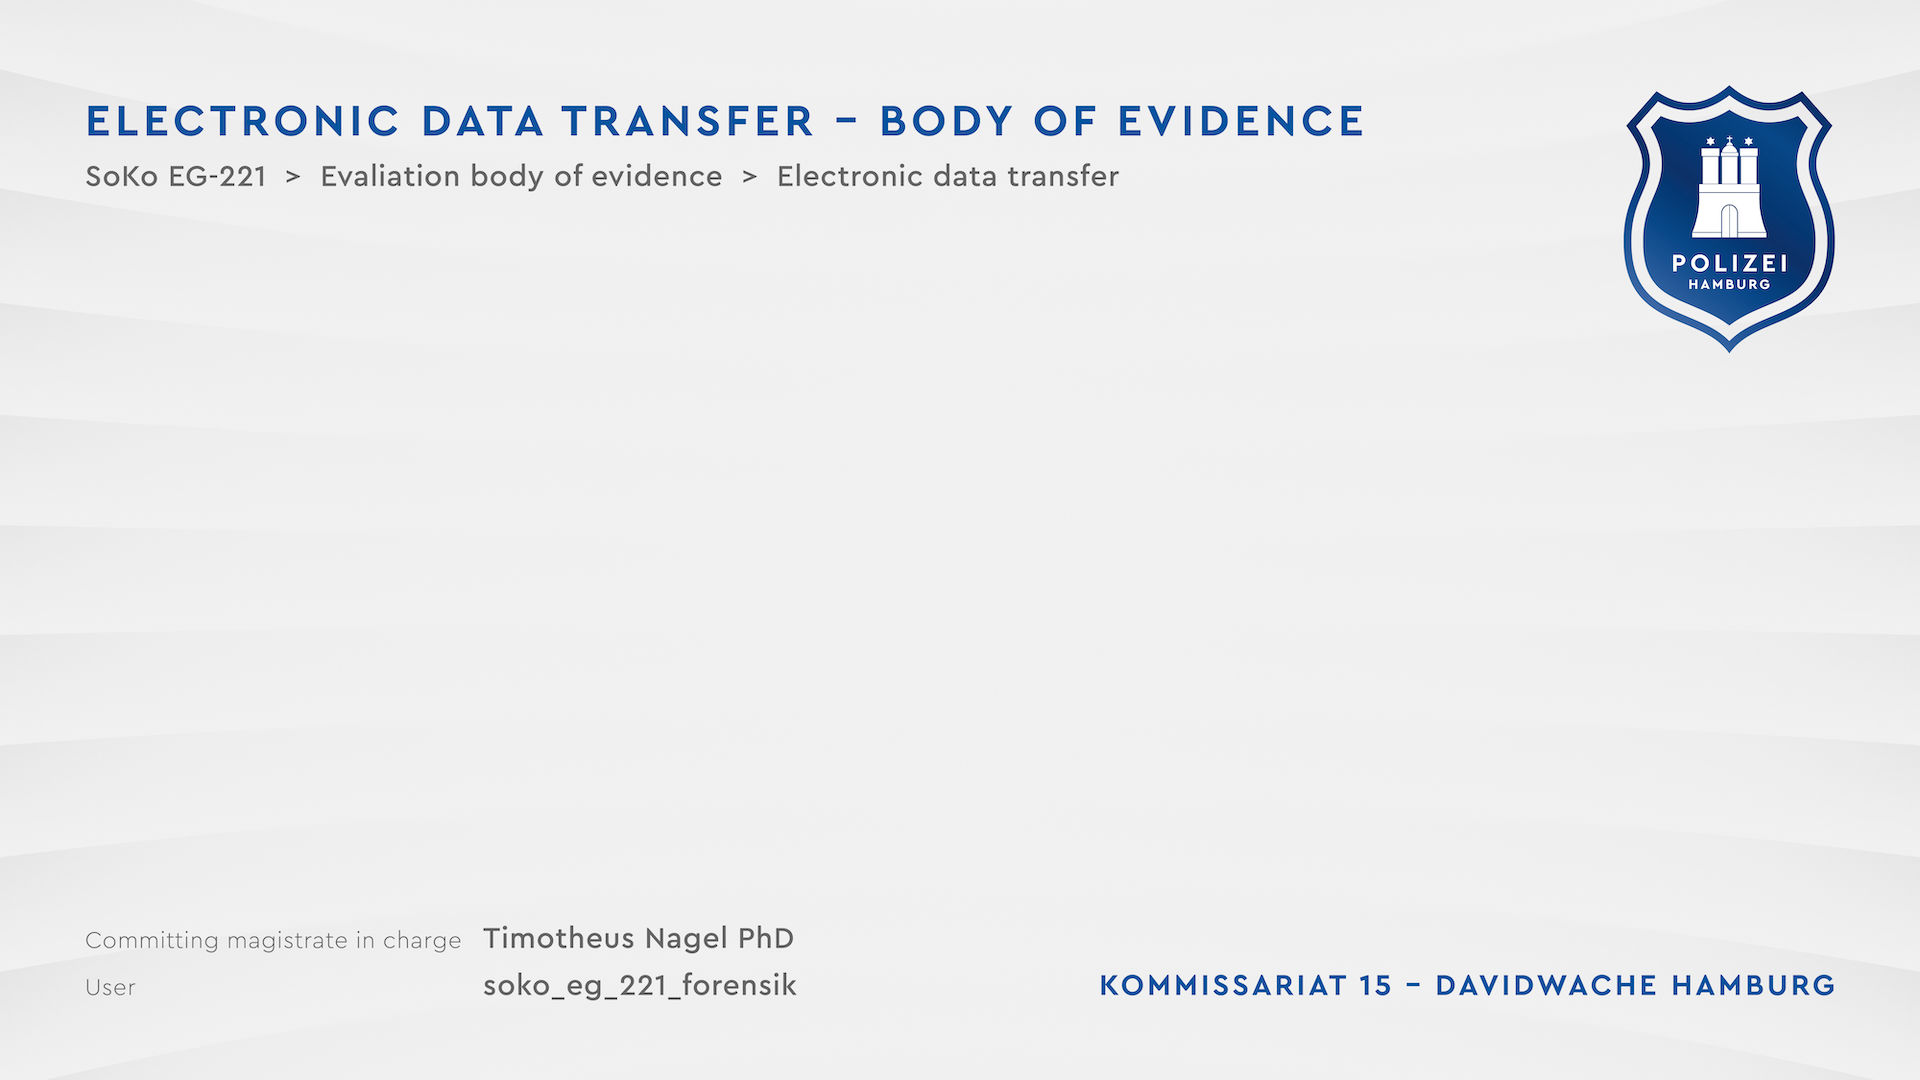 ELECTRONIC DATA TRANSFER – BODY OF EVIDENCE
SoKo EG-221 > Evaliation body of evidence > Electronic data transfer
POLIZEI
HAMBURG
Committing magistrate in charge Timotheus Nagel PhD
User soko_eg_221_forensik
KOMMISSARIAT 15 – DAVIDWACHE HAMBURG